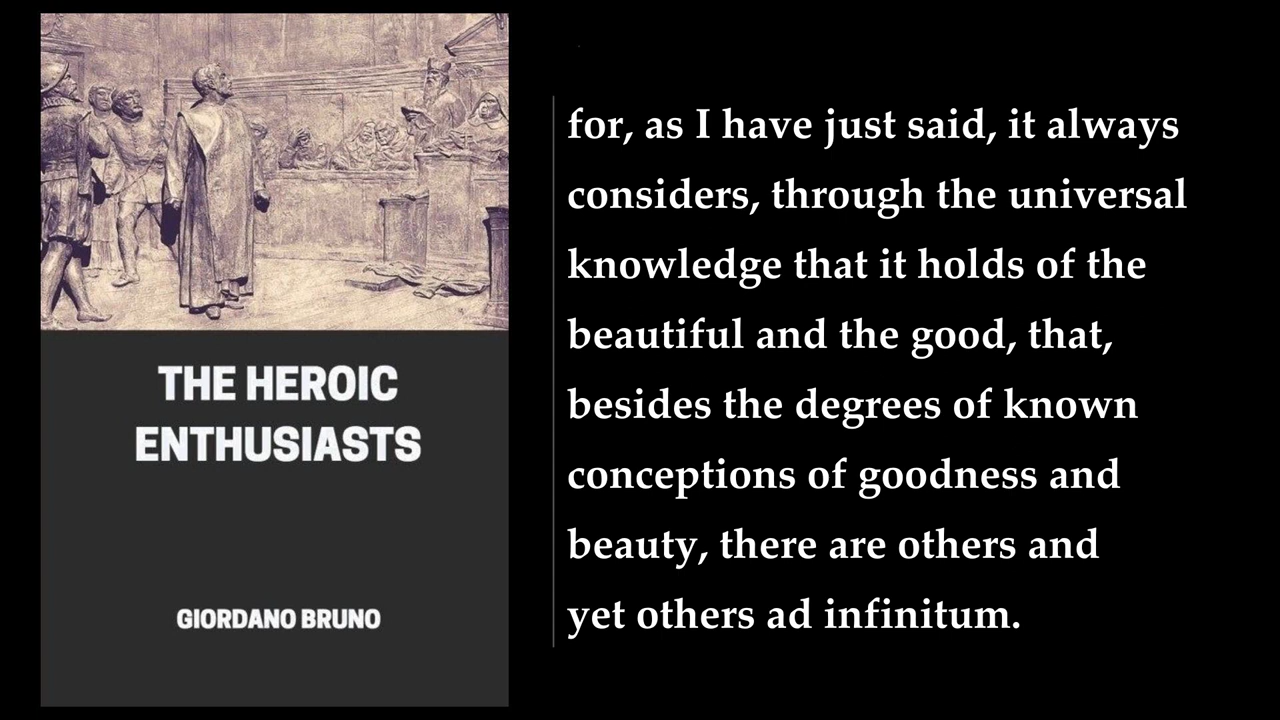 THE HEROIC
ENTHUSIASTS
GIORDANO BRUNO
for, as I have just said, it always
considers, through the universal
knowledge that it holds of the
beautiful and the good, that,
besides the degrees of known
conceptions of goodness and
beauty, there are others and
yet others ad infinitum.